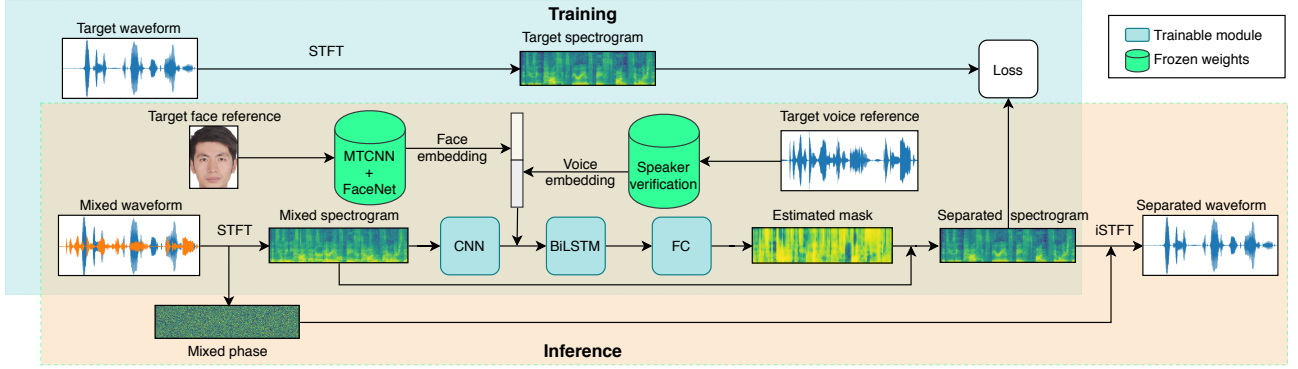 Training
Target waveform
STFT
Target spectrogram
Loss
Trainable module
Frozen weights
Target face reference
MTCNN
+
FaceNet
Face
embedding
Voice
embedding
Speaker
verification
Target voice reference
Mixed waveform
STFT
Mixed spectrogram
CNN
BiLSTM
FC
Estimated mask
Separated spectrogram
iSTFT
Separated waveform
Mixed phase
Inference